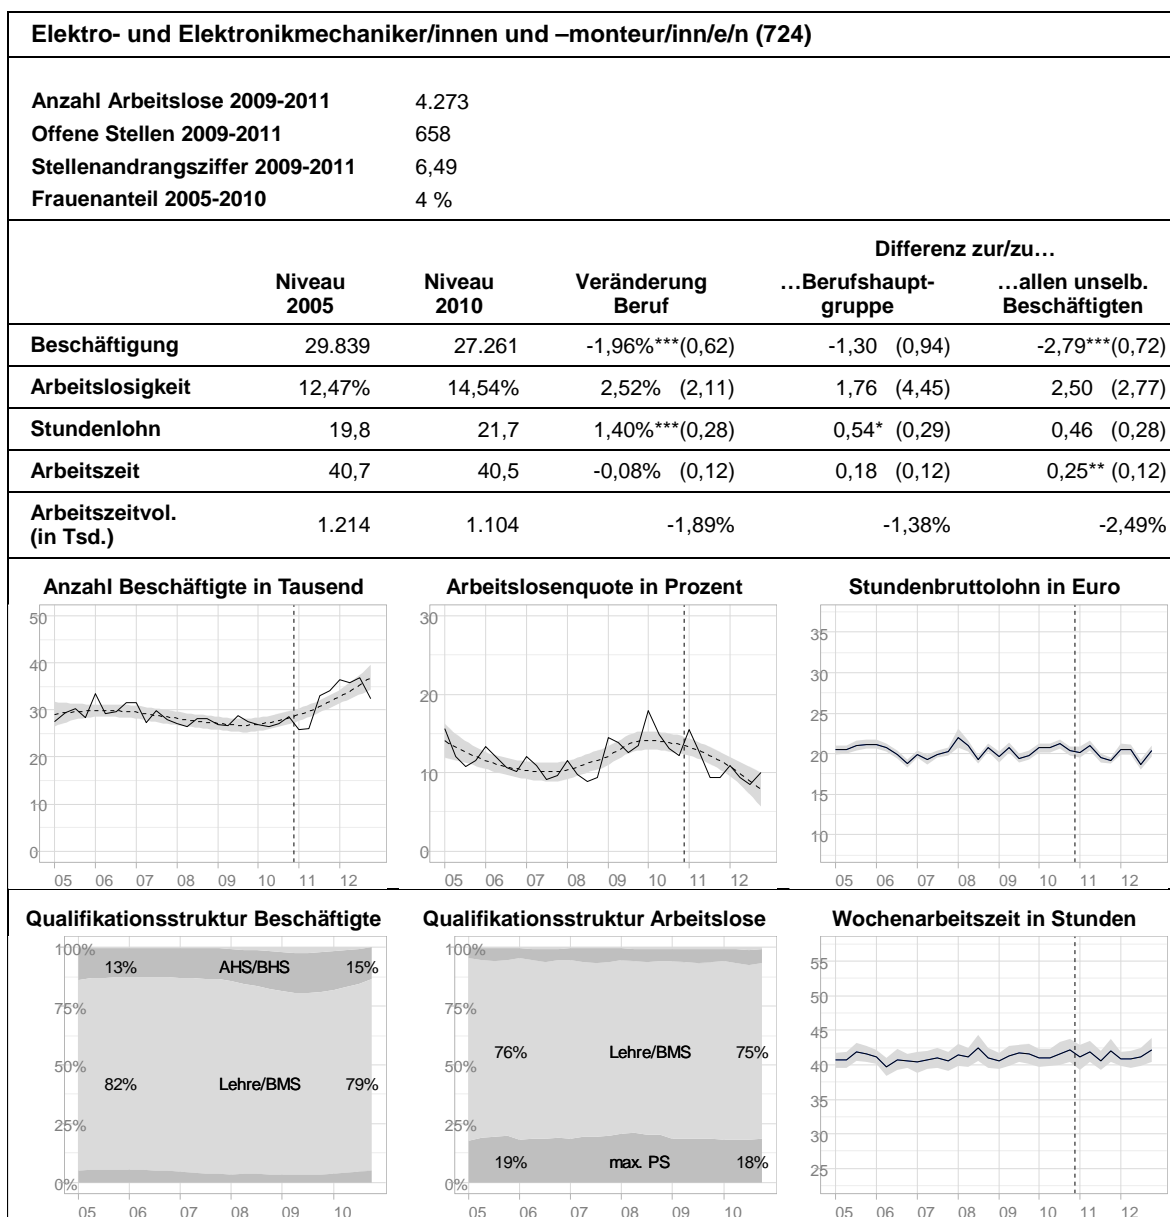 Elektro- und Elektronikmechaniker/innen und –monteur/inn/e/n (724)
Anzahl Arbeitslose 2009-2011 4.273
Offene Stellen 2009-2011 658
Stellenandrangsziffer 2009-2011 6,49
Frauenanteil 2005-2010 4 %
Differenz zur/zu…
Niveau 2005 Niveau 2010 Veränderung Beruf …Berufshaupt- gruppe …allen unselb. Beschäftigten
Beschäftigung 29.839 27.261 -1,96%***(0,62) -1,30 (0,94) -2,79***(0,72)
Arbeitslosigkeit 12,47% 14,54% 2,52% (2,11) 1,76 (4,45) 2,50 (2,77)
Stundenlohn 19,8 21,7 1,40%***(0,28) 0,54* (0,29) 0,46 (0,28)
Arbeitszeit 40,7 40,5 -0,08% (0,12) 0,18 (0,12) 0,25** (0,12)
Arbeitszeitvol. (in Tsd.) 1.214 1.104 -1,89% -1,38% -2,49%
Anzahl Beschäftigte in Tausend
50
40
30
20
10
0
05 06 07 08 09 10 11 12
Arbeitslosenquote in Prozent
30
20
10
0
05 06 07 08 09 10 11 12
Stundenbruttolohn in Euro
35
30
25
20
15
10
05 06 07 08 09 10 11 12
Qualifikationsstruktur Beschäftigte
100%
13% AHS/BHS 15%
75%
50%
82% Lehre/BMS 79%
25%
0%
05 06 07 08 09 10
Qualifikationsstruktur Arbeitslose
100%
75%
76% Lehre/BMS 75%
50%
25%
19% max. PS 18%
0%
05 06 07 08 09 10
Wochenarbeitszeit in Stunden
55
50
45
40
35
30
25
05 06 07 08 09 10 11 12